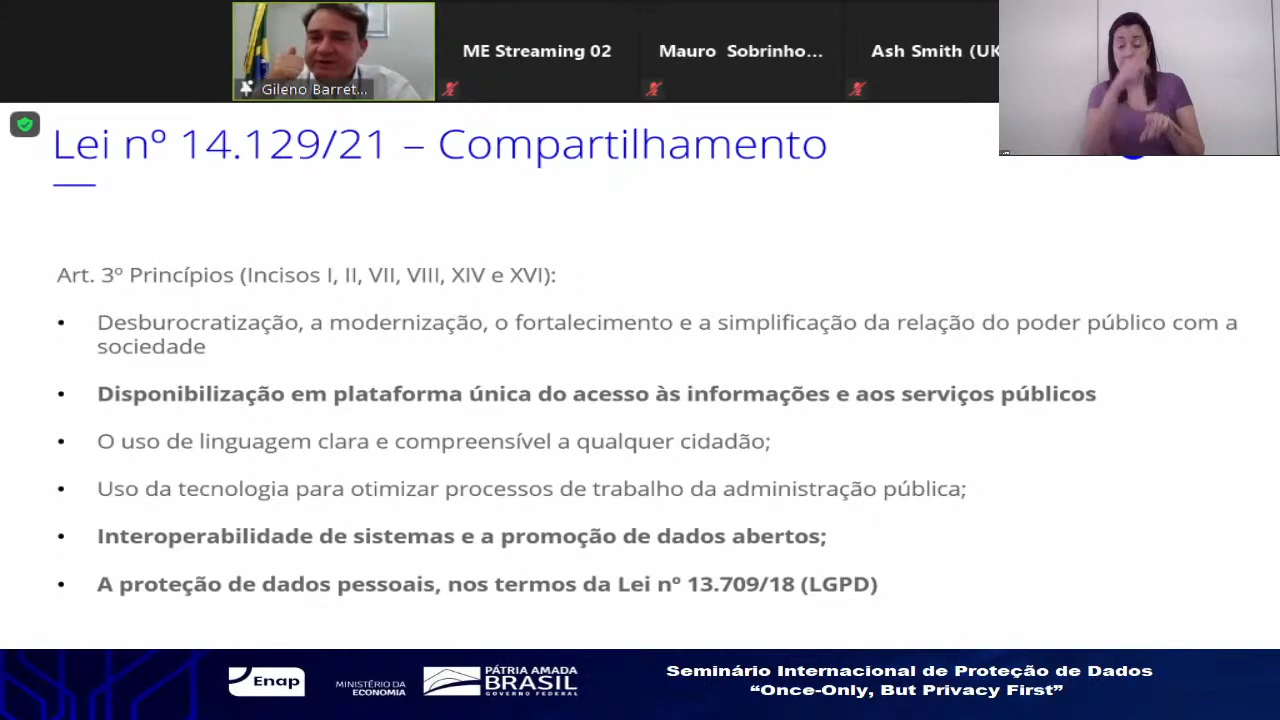 ME Streaming 02
Mauro Sobrinho...
Ash Smith (UK
Gileno Barret...
Lei nº 14.129/21 – Compartilhamento
Art. 3º Princípios (Incisos I, II, VII, VIII, XIV e XVI):
• Desburocratização, a modernização, o fortalecimento e a simplificação da relação do poder público com a
sociedade
• Disponibilização em plataforma única do acesso às informações e aos serviços públicos
• O uso de linguagem clara e compreensível a qualquer cidadão;
• Uso da tecnologia para otimizar processos de trabalho da administração pública;
• Interoperabilidade de sistemas e a promoção de dados abertos;
• A proteção de dados pessoais, nos termos da Lei nº 13.709/18 (LGPD)
Enap
MINISTÉRIO DA
ECONOMIA
PÁTRIA AMADA
BRASIL
GOVERNO FEDERAL
Seminário Internacional de Proteção de Dados
“Once-Only, But Privacy First”